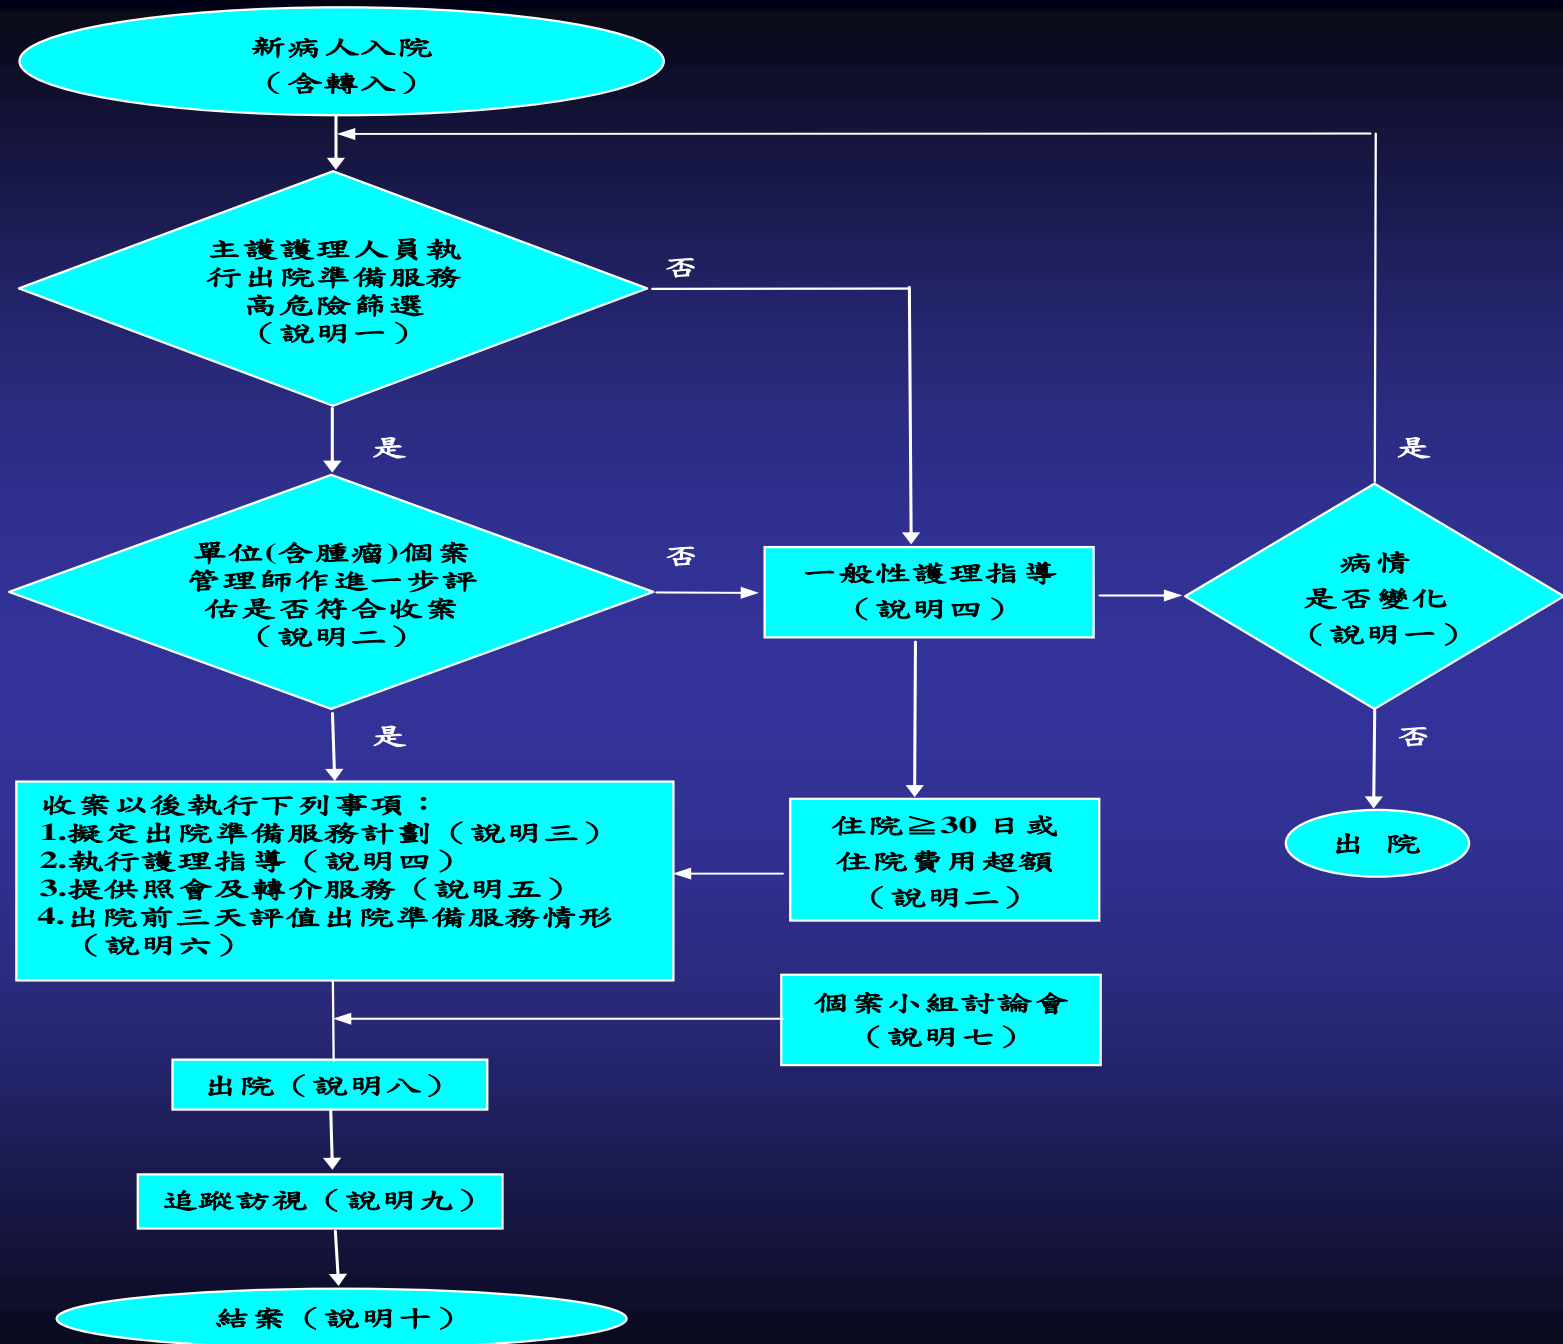 新病人入院
（含轉入）
主護護理人員執
行出院準備服務
高危險篩選
（說明一）
否
是
單位(含腫瘤)個案
管理師作進一步評
估是否符合收案
（說明二）
否
是
一般性護理指導
（說明四）
病情
是否變化
（說明一）
是
否
出 院
住院≧30 日或
住院費用超額
（說明二）
收案以後執行下列事項：
1.擬定出院準備服務計劃（說明三）
2.執行護理指導（說明四）
3.提供照會及轉介服務（說明五）
4.出院前三天評值出院準備服務情形
（說明六）
個案小組討論會
（說明七）
出院（說明八）
追蹤訪視（說明九）
結案（說明十）